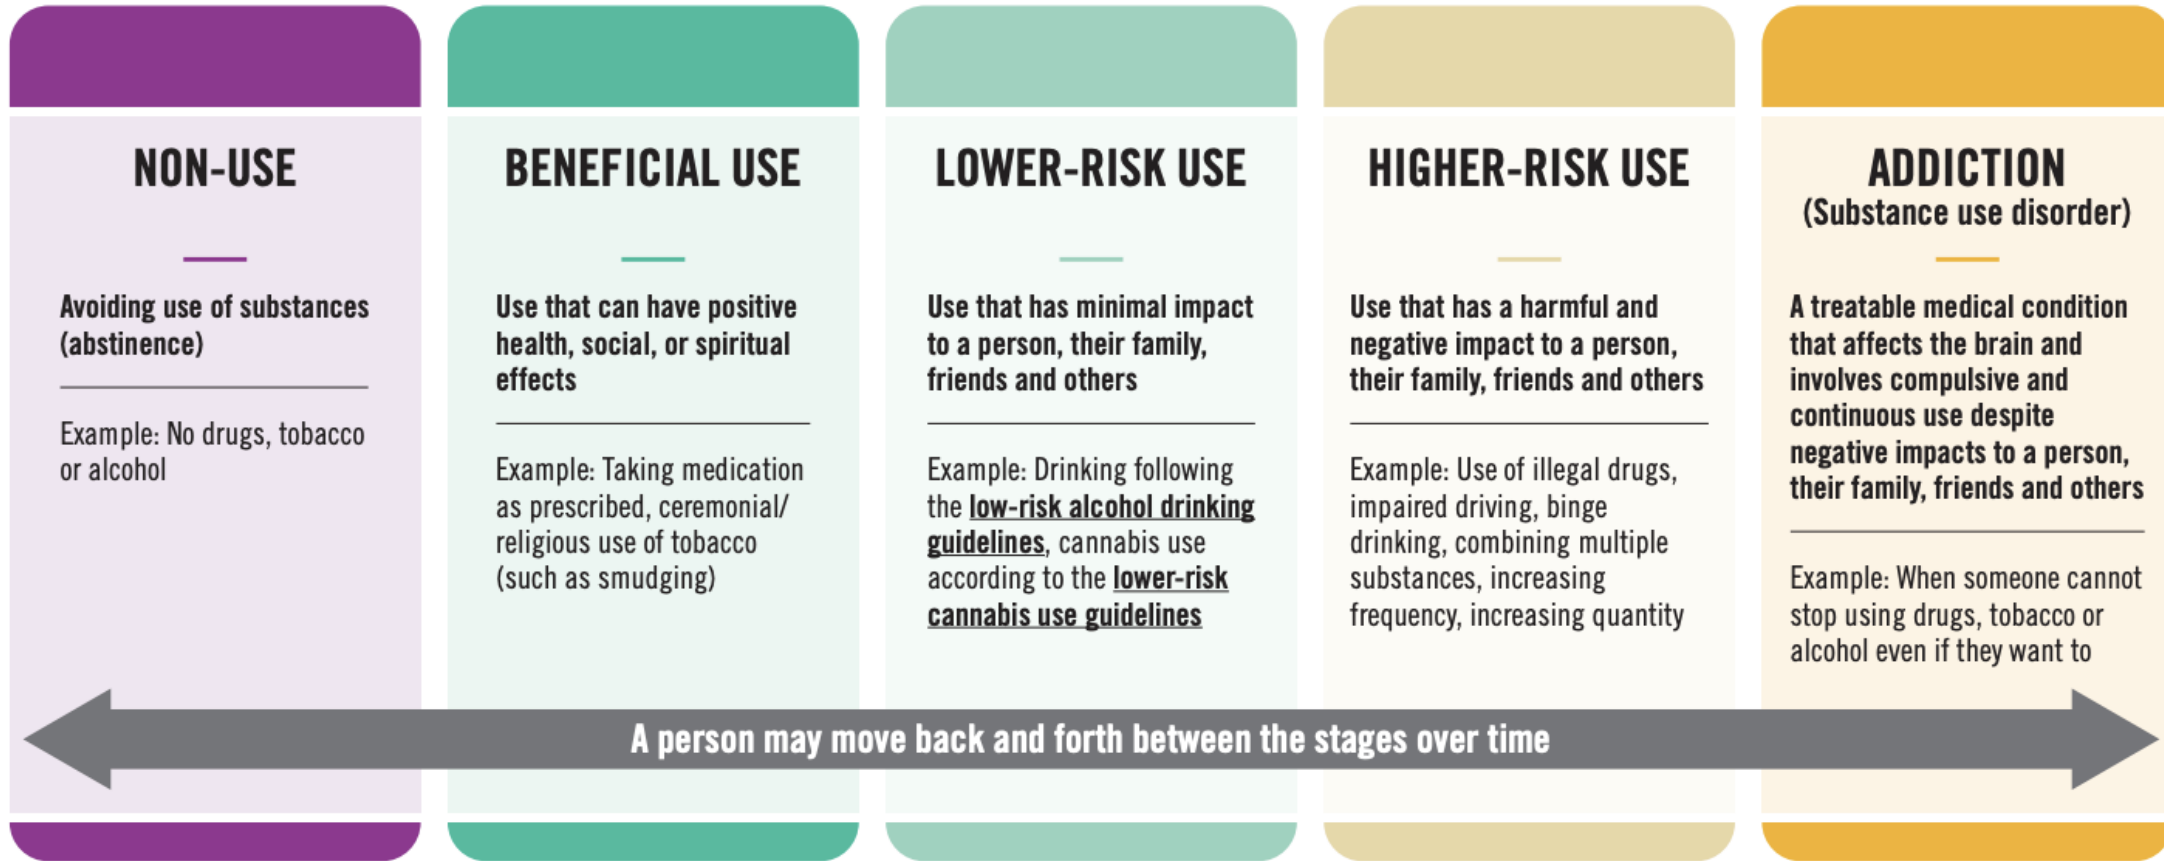 NON-USE
Avoiding use of substances
(abstinence)
Example: No drugs, tobacco
or alcohol
BENEFICIAL USE
Use that can have positive
health, social, or spiritual
effects
Example: Taking medication
as prescribed, ceremonial/
religious use of tobacco
(such as smudging)
LOWER-RISK USE
Use that has minimal impact
to a person, their family,
friends and others
Example: Drinking following
the low-risk alcohol drinking
guidelines, cannabis use
according to the lower-risk
cannabis use guidelines
HIGHER-RISK USE
Use that has a harmful and
negative impact to a person,
their family, friends and others
Example: Use of illegal drugs,
impaired driving, binge
drinking, combining multiple
substances, increasing
frequency, increasing quantity
ADDICTION
(Substance use disorder)
A treatable medical condition
that affects the brain and
involves compulsive and
continuous use despite
negative impacts to a person,
their family, friends and others
Example: When someone cannot
stop using drugs, tobacco or
alcohol even if they want to
A person may move back and forth between the stages over time